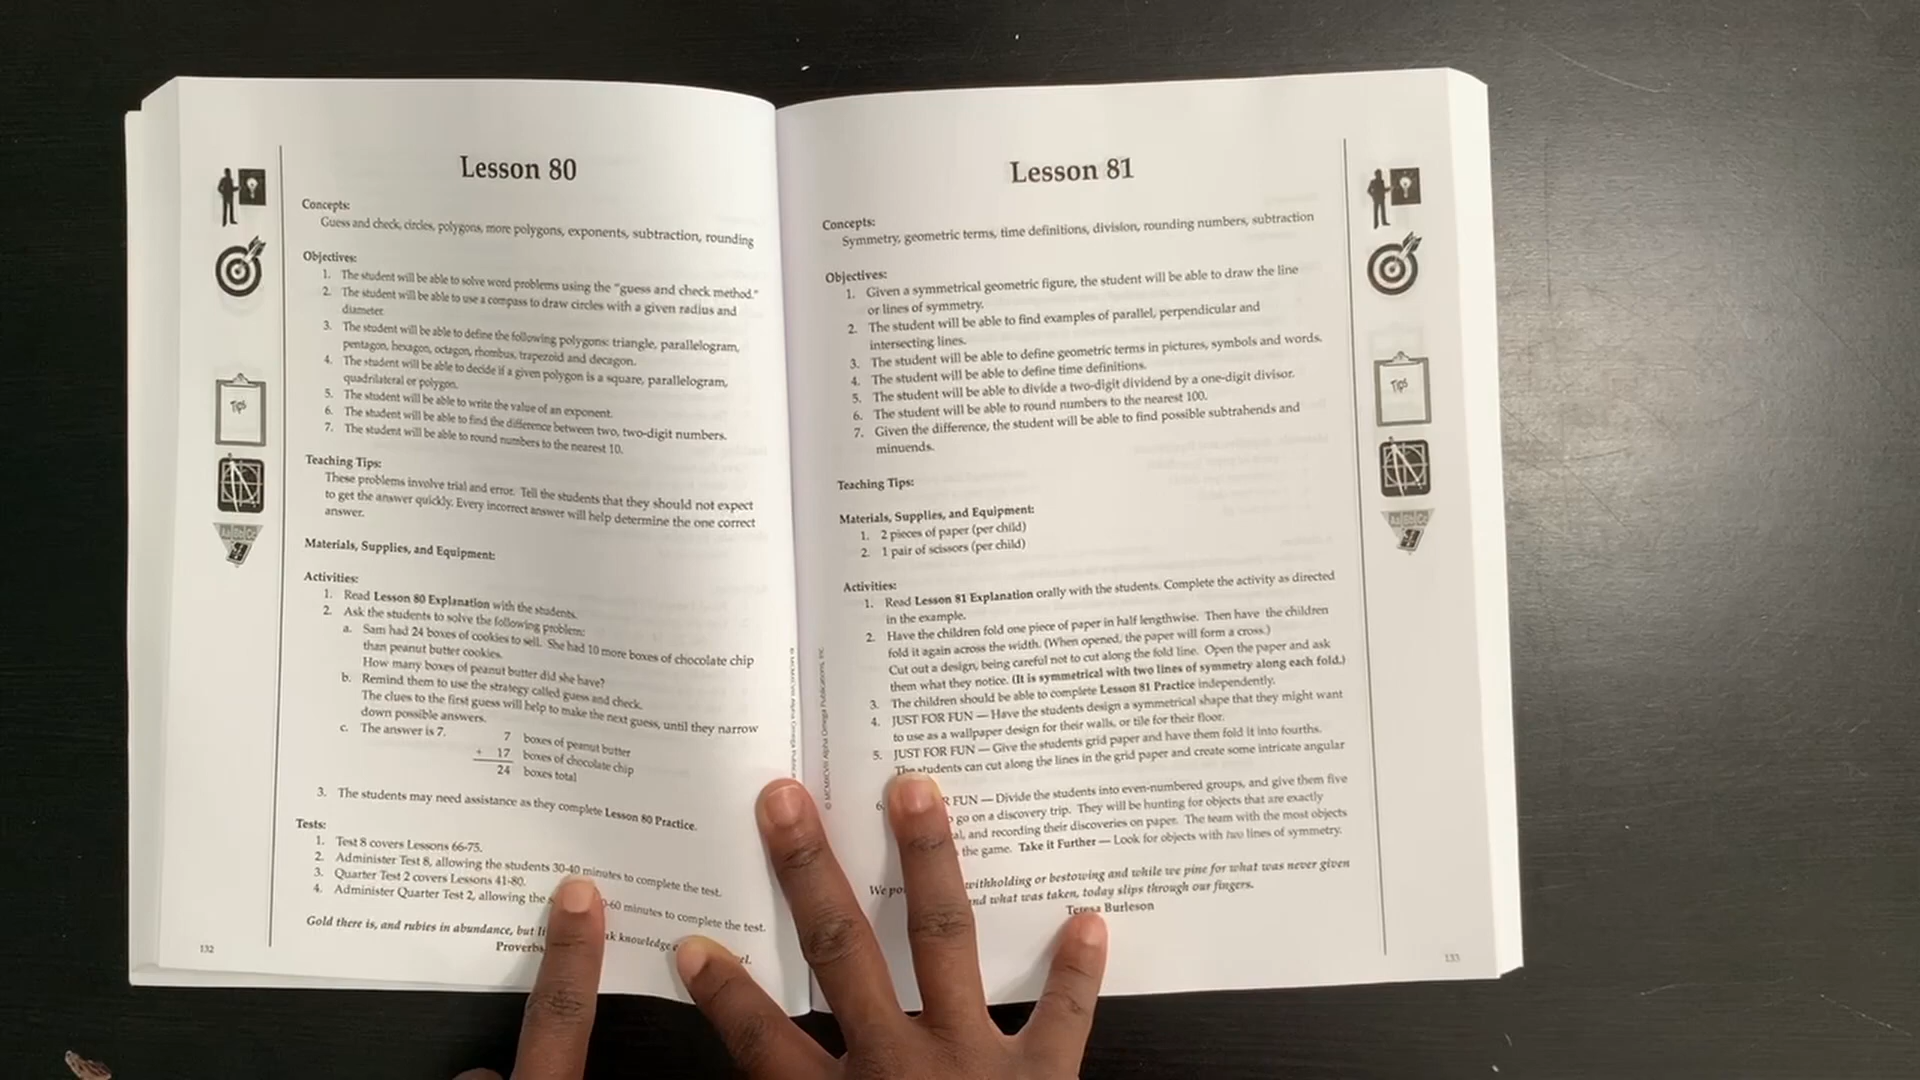 Lesson 80
Concepts:
Guess and check, circles, polygons, more polygons, exponents, subtraction, rounding
Objectives:
1. The student will be able to solve word problems using the "guess and check method."
2. The student will be able to use a compass to draw circles with a given radius and
diameter.
3. The student will be able to define the following polygons: triangle, parallelogram,
pentagon, hexagon, octagon, rhombus, trapezoid and decagon.
4. The student will be able to decide if a given polygon is a square, parallelogram,
quadrilateral or polygon.
5. The student will be able to write the value of an exponent.
6. The student will be able to find the difference between two, two-digit numbers.
7. The student will be able to round numbers to the nearest 10.
Teaching Tips:
These problems involve trial and error. Tell the students that they should not expect
to get the answer quickly. Every incorrect answer will help determine the one correct
answer.
Materials, Supplies, and Equipment:
Activities:
1. Read Lesson 80 Explanation with the students.
2. Ask the students to solve the following problem:
a. Sam had 24 boxes of cookies to sell. She had 10 more boxes of chocolate chip
than peanut butter cookies.
How many boxes of peanut butter did she have?
b. Remind them to use the strategy called guess and check.
The clues to the first guess will help to make the next guess, until they narrow
down possible answers.
c. The answer is 7. 7 boxes of peanut butter
+ 17 boxes of chocolate chip
24 boxes total
3. The students may need assistance as they complete Lesson 80 Practice.
Tests:
1. Test 8 covers Lessons 66-75.
2. Administer Test 8, allowing the students 30-40 minutes to complete the test.
3. Quarter Test 2 covers Lessons 41-80.
4. Administer Quarter Test 2, allowing the 0-60 minutes to complete the test.
Gold there is, and rubies in abundance, but knowledge
Proverbs
132
Tips
Lesson 81
Concepts:
Symmetry, geometric terms, time definitions, division, rounding numbers, subtraction
Objectives:
1. Given a symmetrical geometric figure, the student will be able to draw the line
or lines of symmetry.
2. The student will be able to find examples of parallel, perpendicular and
intersecting lines.
3. The student will be able to define geometric terms in pictures, symbols and words.
4. The student will be able to define time definitions.
5. The student will be able to divide a two-digit dividend by a one-digit divisor.
6. The student will be able to round numbers to the nearest 100.
7. Given the difference, the student will be able to find possible subtrahends and
minuends.
Teaching Tips:
Materials, Supplies, and Equipment:
1. 2 pieces of paper (per child)
2. 1 pair of scissors (per child)
Activities:
1. Read Lesson 81 Explanation orally with the students. Complete the activity as directed
in the example.
2. Have the children fold one piece of paper in half lengthwise. Then have the children
fold it again across the width. (When opened, the paper will form a cross.)
Cut out a design, being careful not to cut along the fold line. Open the paper and ask
them what they notice. (It is symmetrical with two lines of symmetry along each fold.)
3. The children should be able to complete Lesson 81 Practice independently.
4. JUST FOR FUN — Have the students design a symmetrical shape that they might want
to use as a wallpaper design for their walls, or tile for their floor.
5. JUST FOR FUN — Give the students grid paper and have them fold it into fourths.
The students can cut along the lines in the grid paper and create some intricate angular
6. R FUN — Divide the students into even-numbered groups, and give them five
go on a discovery trip. They will be hunting for objects that are exactly
and recording their discoveries on paper. The team with the most objects
the game. Take it Further — Look for objects with two lines of symmetry.
We withholding or bestowing and while we pine for what was never given
and what was taken, today slips through our fingers.
Teresa Burleson
133
Tips